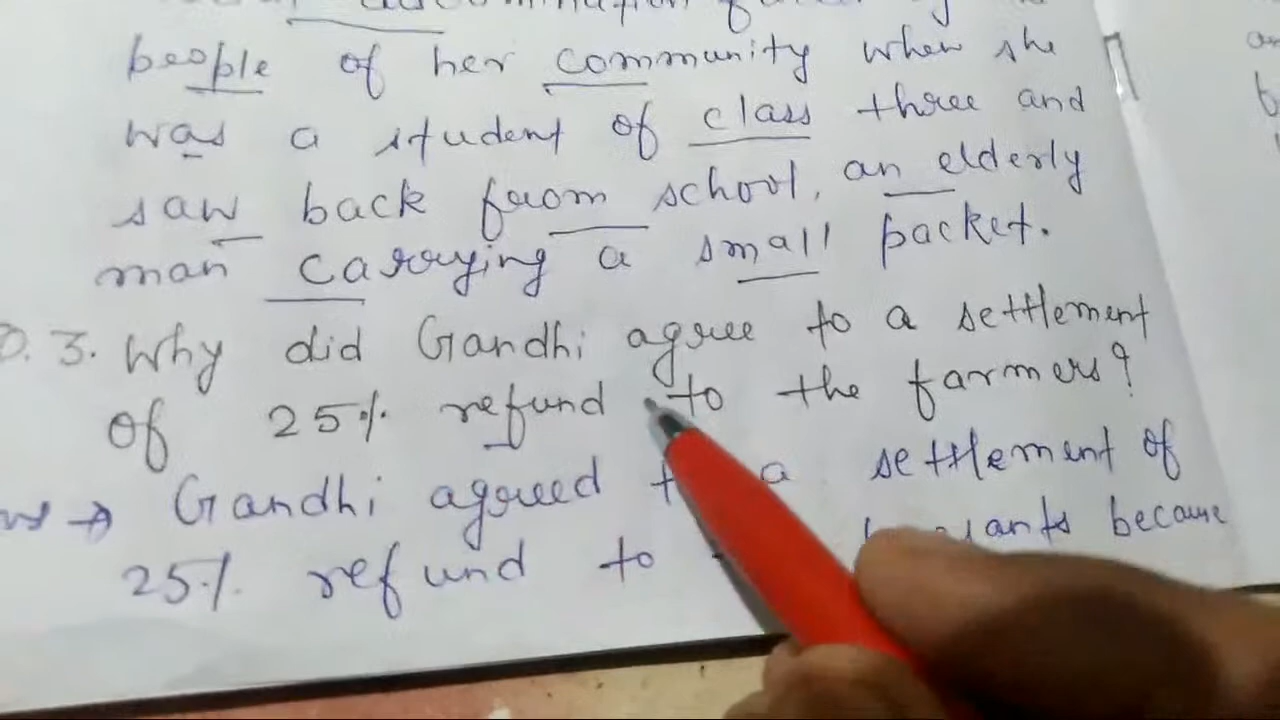 people of her community when she
was a student of class three and
saw back from school, an elderly
man carrying a small packet.
3. Why did Gandhi agree to a settlement
of 25% refund to the farmers?
Gandhi agreed a settlement of
25% refund to because